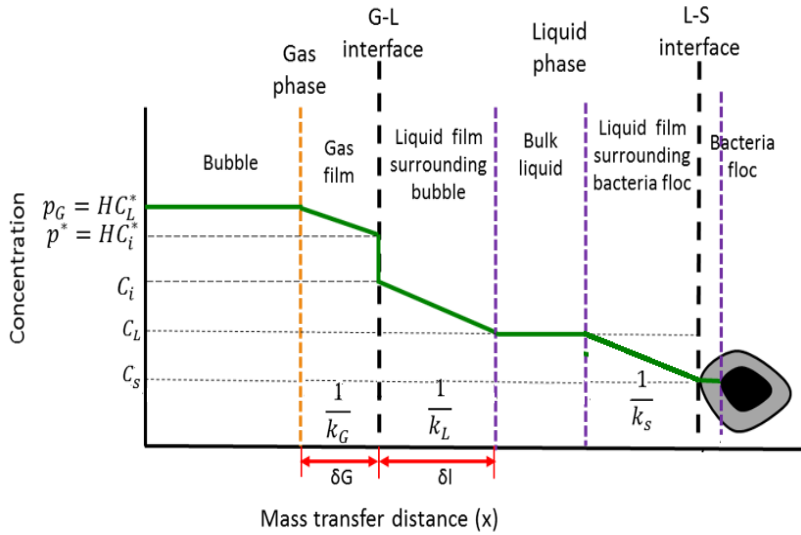 G-L
interface
L-S
interface
Gas
phase
Liquid
phase
Bubble
Gas
film
Liquid film
surrounding
bubble
Bulk
liquid
Liquid film
surrounding
bacteria floc
Bacteria
floc
Concentration
p_G = HC_L^*
p^* = HC_i^*
C_i
C_L
C_s
1/k_G
1/k_L
1/k_s
δG
δl
Mass transfer distance (x)